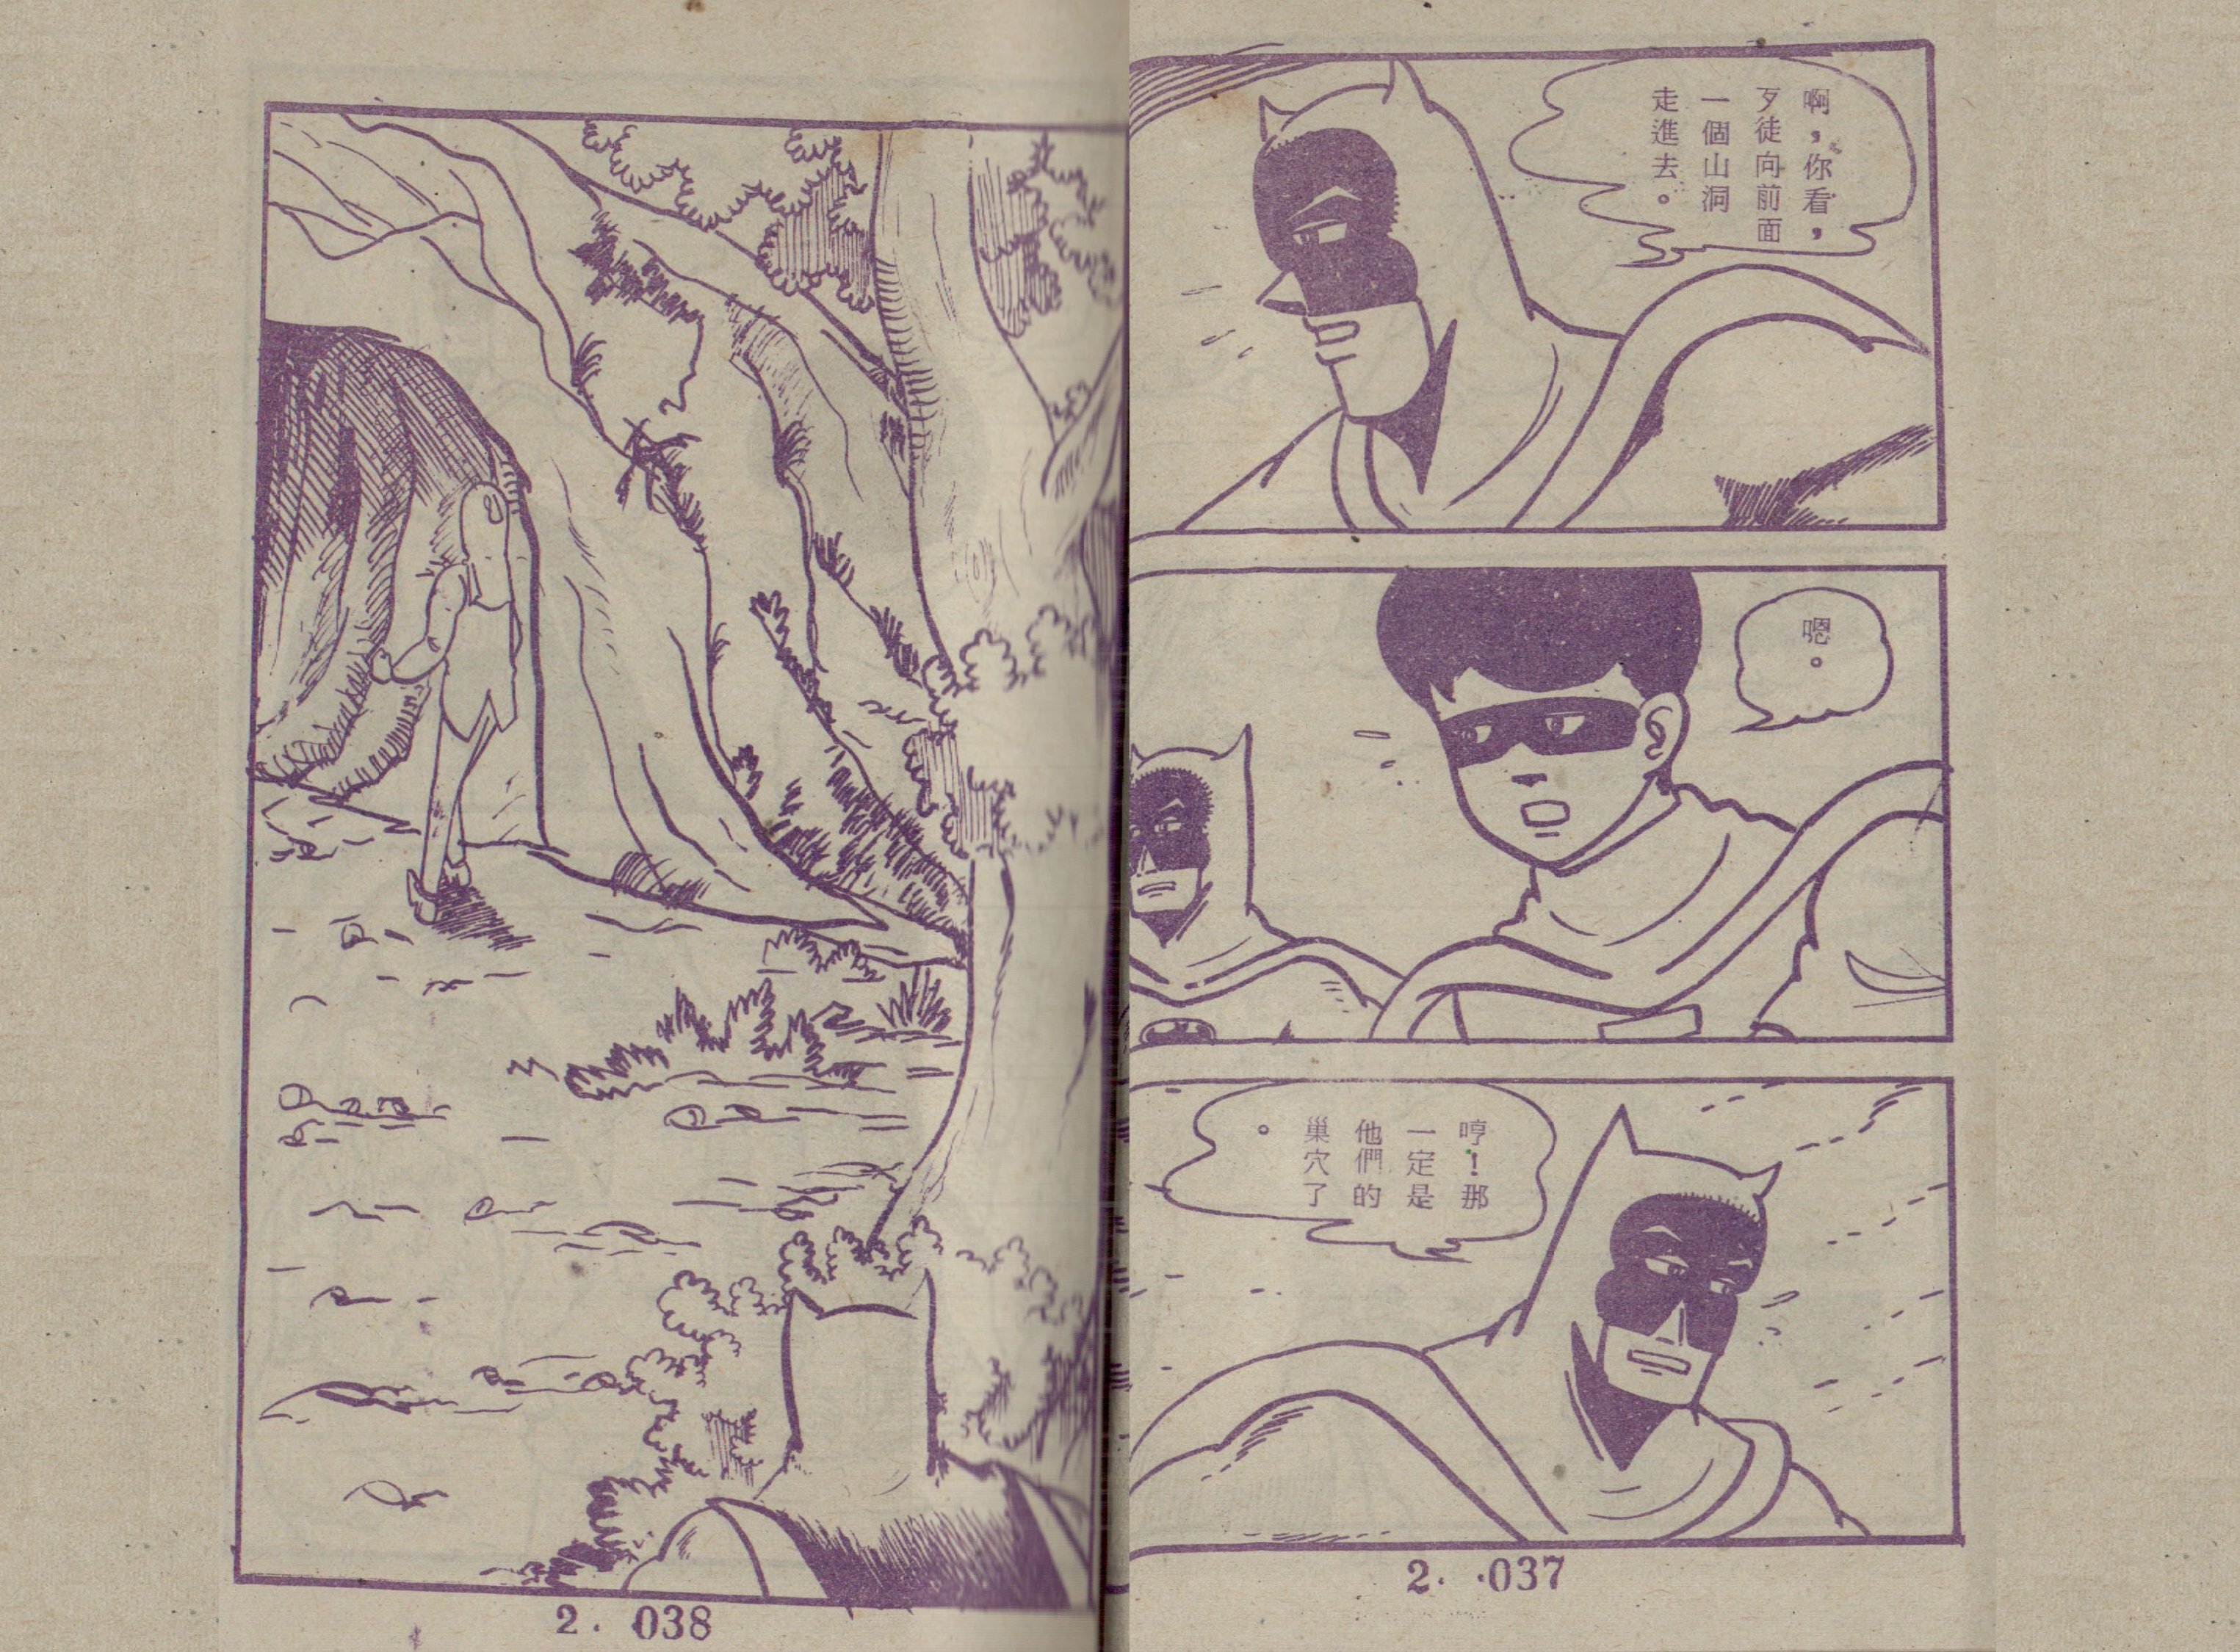 啊，你看，
歹徒向前面
一個山洞
走進去。
嗯。
哼！那
一定是
他們的
巢穴了
。
2. .037
2. 038